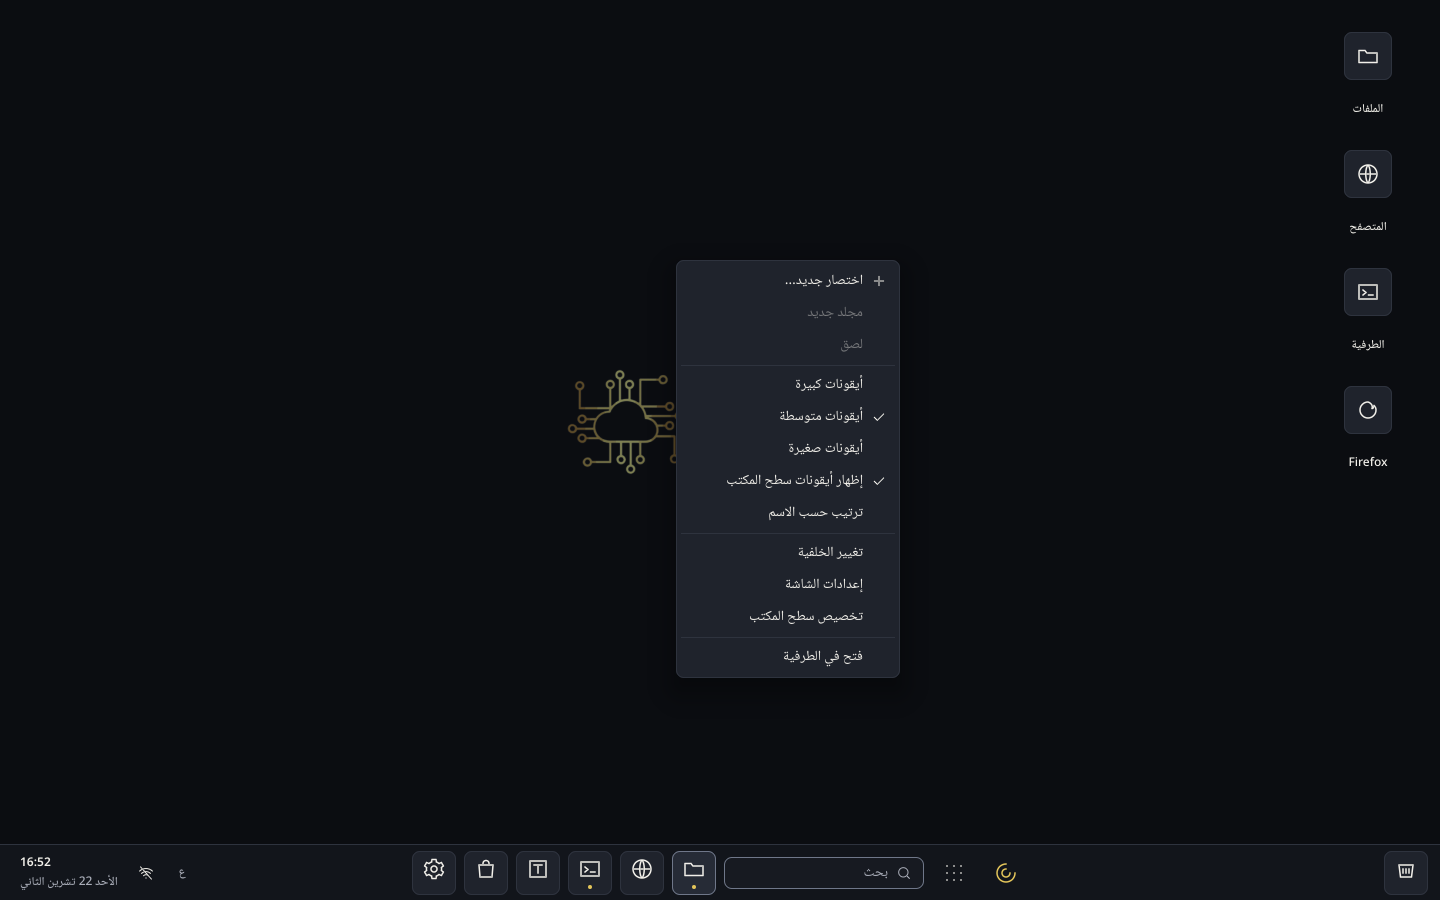 الملفات
المتصفح
الطرفية
Firefox
اختصار جديد...
مجلد جديد
لصق
أيقونات كبيرة
أيقونات متوسطة
أيقونات صغيرة
إظهار أيقونات سطح المكتب
ترتيب حسب الاسم
تغيير الخلفية
إعدادات الشاشة
تخصيص سطح المكتب
فتح في الطرفية
بحث
ع
16:52
الأحد 22 تشرين الثاني